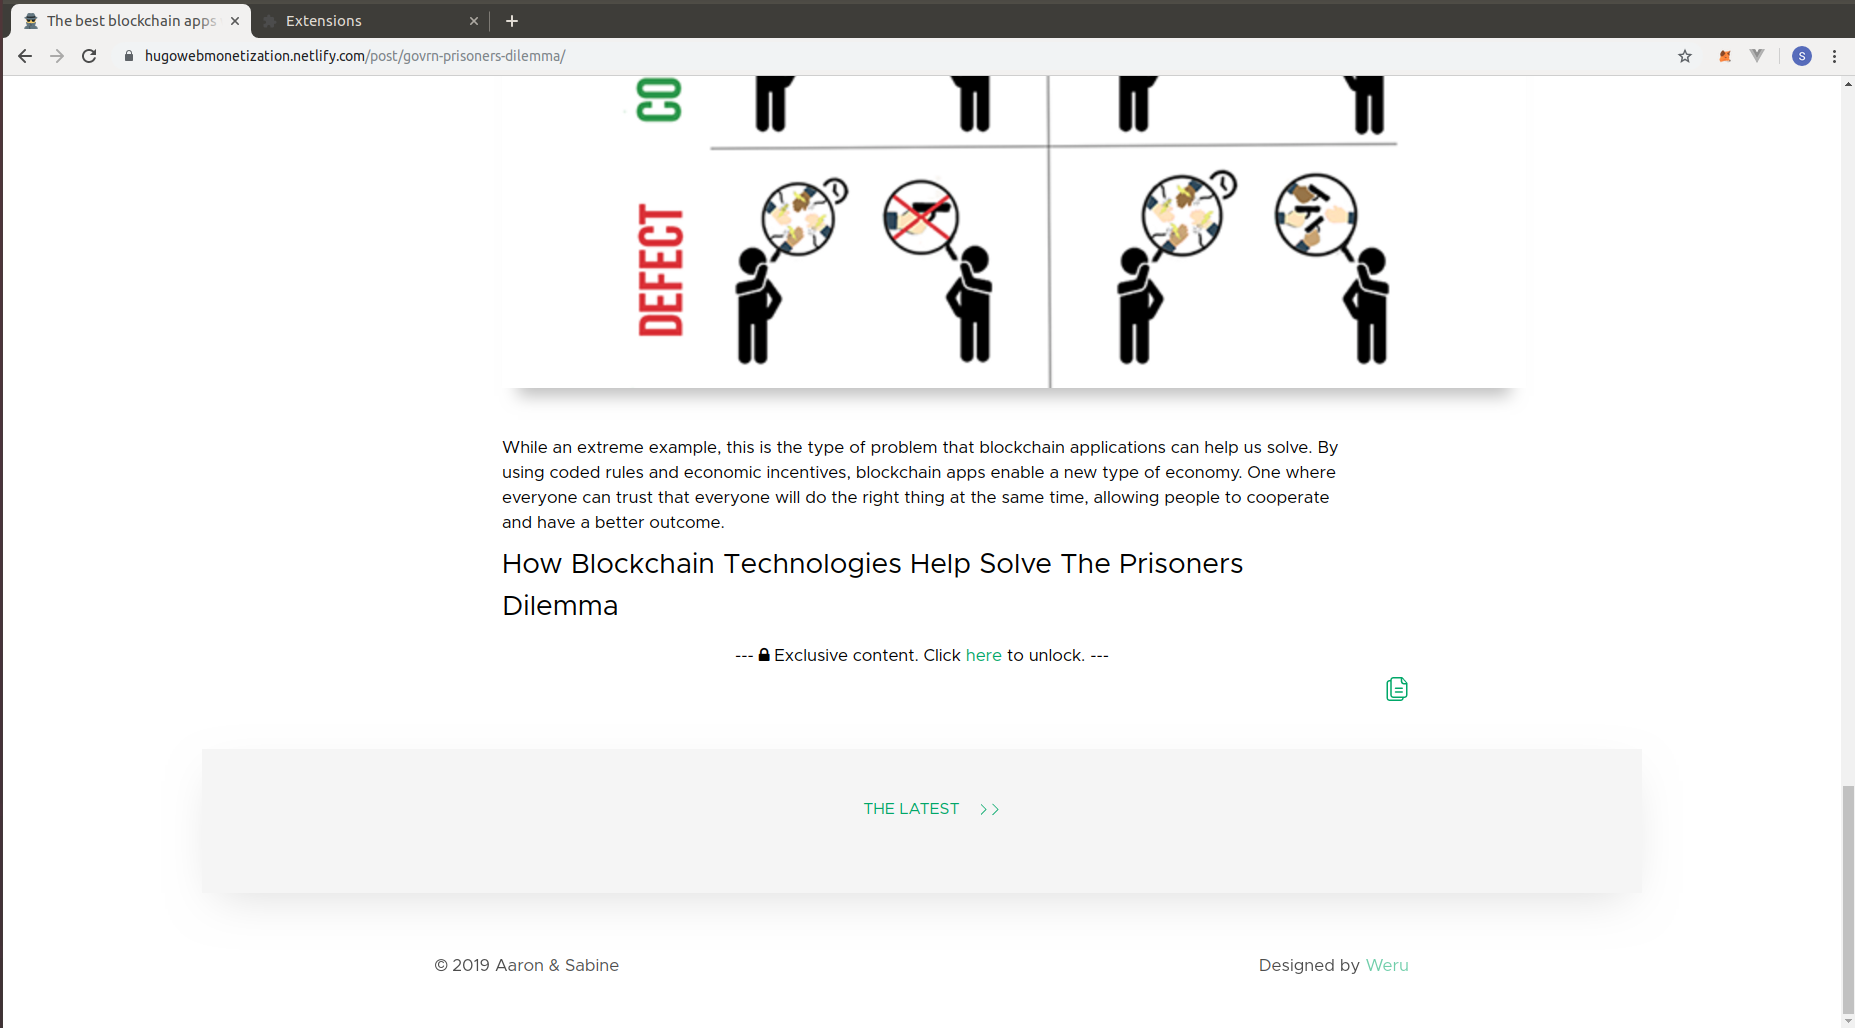 The best blockchain apps
Extensions
hugowebmonetization.netlify.com/post/govrn-prisoners-dilemma/
S
CO
DEFECT
While an extreme example, this is the type of problem that blockchain applications can help us solve. By
using coded rules and economic incentives, blockchain apps enable a new type of economy. One where
everyone can trust that everyone will do the right thing at the same time, allowing people to cooperate
and have a better outcome.
How Blockchain Technologies Help Solve The Prisoners
Dilemma
--- Exclusive content. Click here to unlock. ---
THE LATEST >>
© 2019 Aaron & Sabine
Designed by Weru